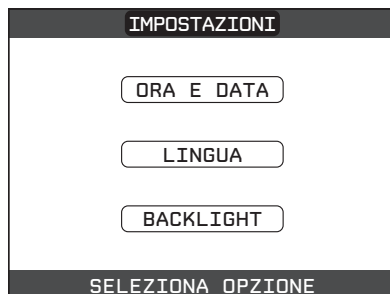 IMPOSTAZIONI
ORA E DATA
LINGUA
BACKLIGHT
SELEZIONA OPZIONE